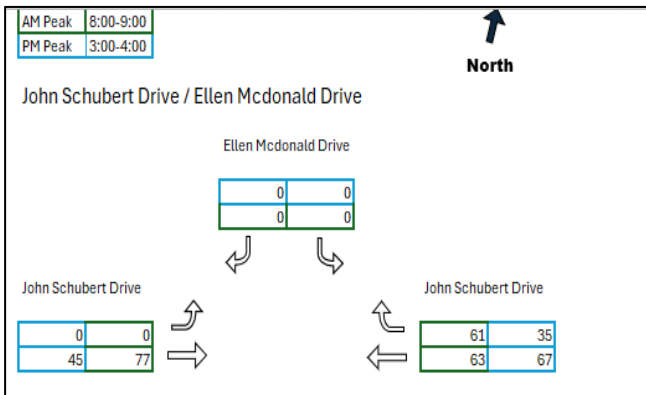 AM Peak 8:00-9:00
PM Peak 3:00-4:00
North
John Schubert Drive / Ellen Mcdonald Drive
Ellen Mcdonald Drive
0 0
0 0
John Schubert Drive John Schubert Drive
0 0 61 35
45 77 63 67